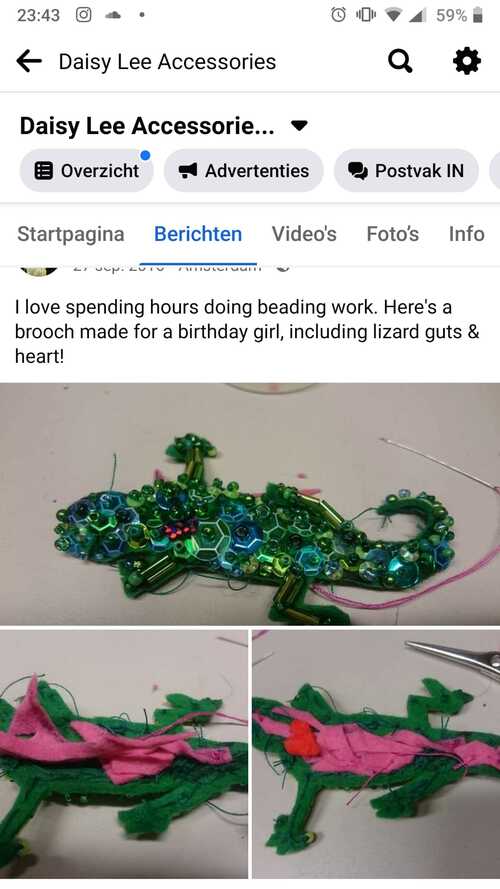 23:43
59%
Daisy Lee Accessories
Daisy Lee Accessorie...
Overzicht
Advertenties
Postvak IN
Startpagina
Berichten
Video's
Foto's
Info
I love spending hours doing beading work. Here's a
brooch made for a birthday girl, including lizard guts &
heart!